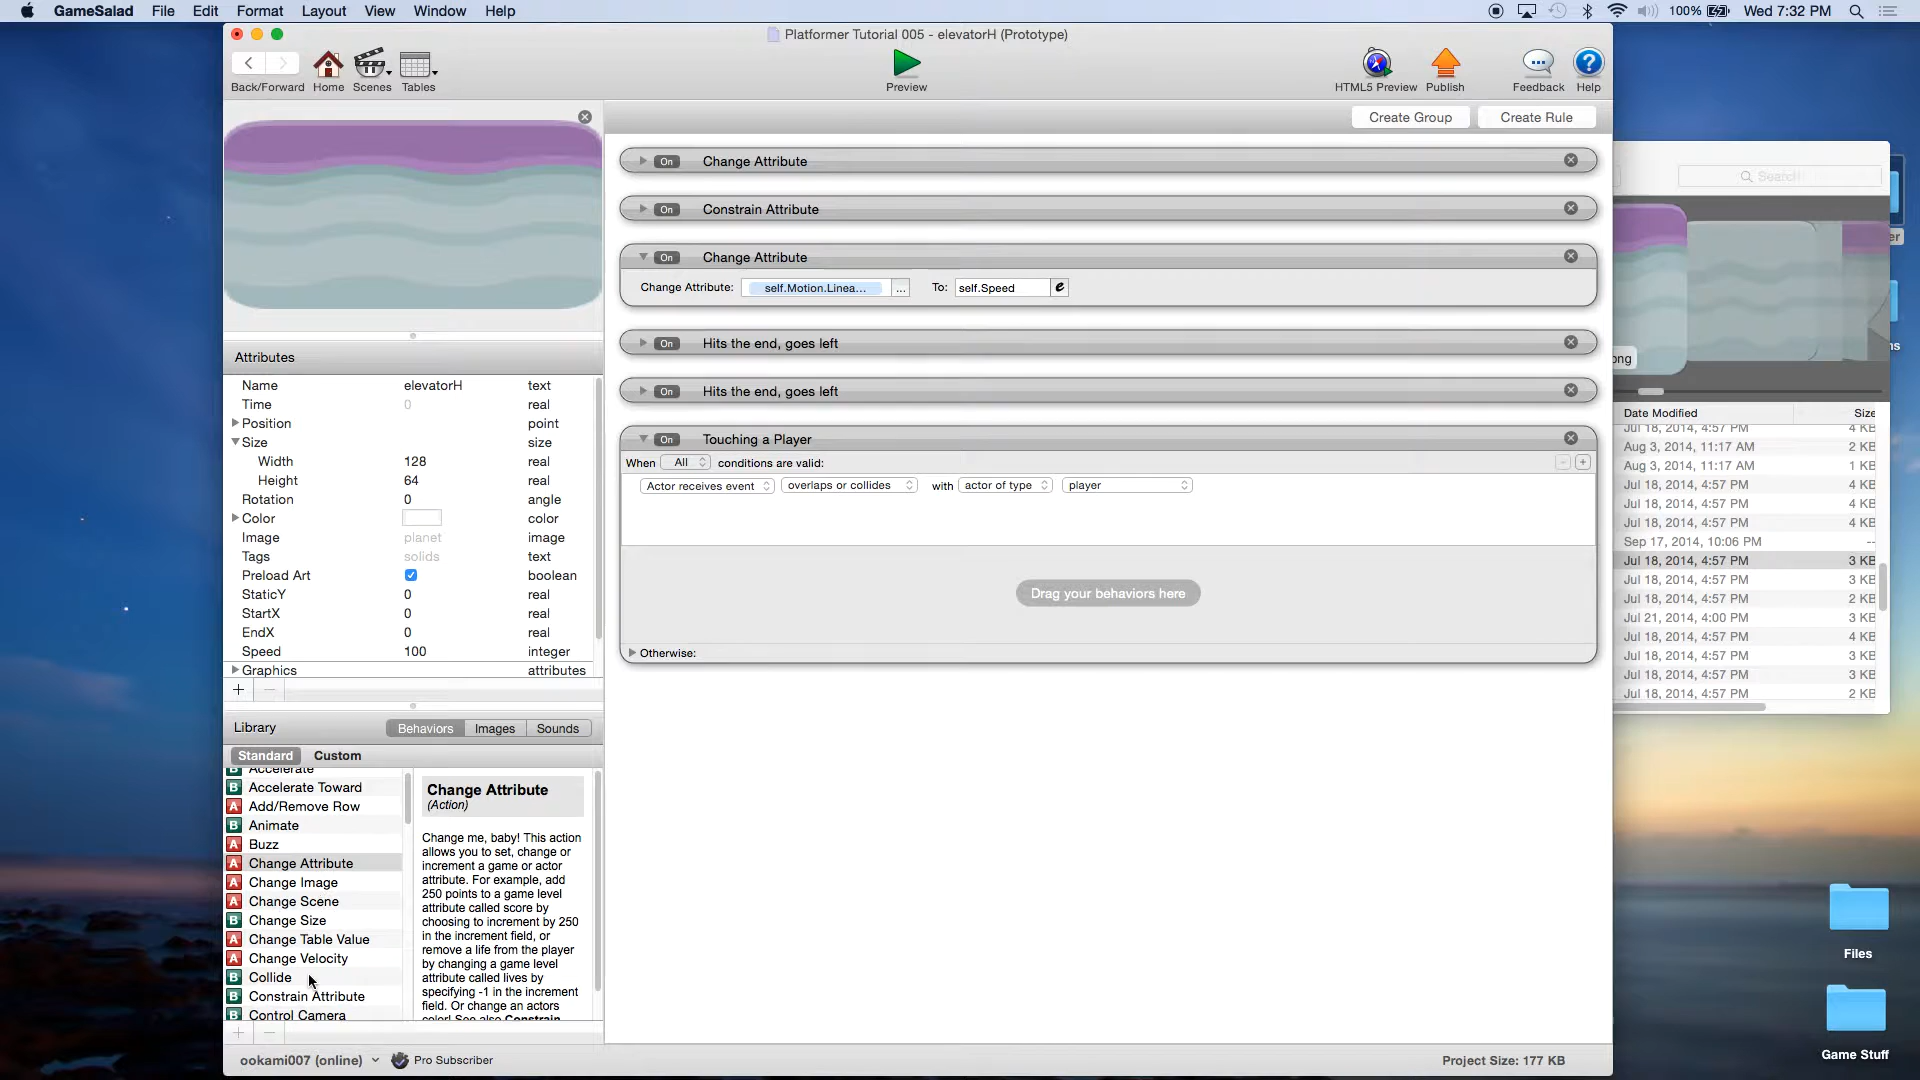 GameSalad File Edit Format Layout View Window Help
100% Wed 7:32 PM
Platformer Tutorial 005 - elevatorH (Prototype)
Back/Forward Home Scenes Tables Preview HTML5 Preview Publish Feedback Help
Create Group Create Rule
On Change Attribute
On Constrain Attribute
On Change Attribute
Change Attribute: self.Motion.Linea... ... To: self.Speed e
On Hits the end, goes left
On Hits the end, goes left
On Touching a Player
When All conditions are valid:
Actor receives event overlaps or collides with actor of type player
Drag your behaviors here
Otherwise:
Attributes
Name elevatorH text
Time 0 real
Position point
Size size
Width 128 real
Height 64 real
Rotation 0 angle
Color color
Image planet image
Tags solids text
Preload Art boolean
StaticY 0 real
StartX 0 real
EndX 0 real
Speed 100 integer
Graphics attributes
Library Behaviors Images Sounds
Standard Custom
B Accelerate
B Accelerate Toward
A Add/Remove Row
B Animate
A Buzz
A Change Attribute
A Change Image
A Change Scene
B Change Size
A Change Table Value
A Change Velocity
B Collide
B Constrain Attribute
B Control Camera
Change Attribute
(Action)
Change me, baby! This action
allows you to set, change or
increment a game or actor
attribute. For example, add
250 points to a game level
attribute called score by
choosing to increment by 250
in the increment field, or
remove a life from the player
by changing a game level
attribute called lives by
specifying -1 in the increment
field. Or change an actors
color! See also Constrain
ookami007 (online) Pro Subscriber Project Size: 177 KB
Search
er
ns
ong
Date Modified Size
Jul 18, 2014, 4:57 PM 4 KB
Aug 3, 2014, 11:17 AM 2 KB
Aug 3, 2014, 11:17 AM 1 KB
Jul 18, 2014, 4:57 PM 4 KB
Jul 18, 2014, 4:57 PM 4 KB
Jul 18, 2014, 4:57 PM 4 KB
Sep 17, 2014, 10:06 PM --
Jul 18, 2014, 4:57 PM 3 KB
Jul 18, 2014, 4:57 PM 3 KB
Jul 18, 2014, 4:57 PM 2 KB
Jul 21, 2014, 4:00 PM 3 KB
Jul 18, 2014, 4:57 PM 4 KB
Jul 18, 2014, 4:57 PM 3 KB
Jul 18, 2014, 4:57 PM 3 KB
Jul 18, 2014, 4:57 PM 2 KB
Files
Game Stuff